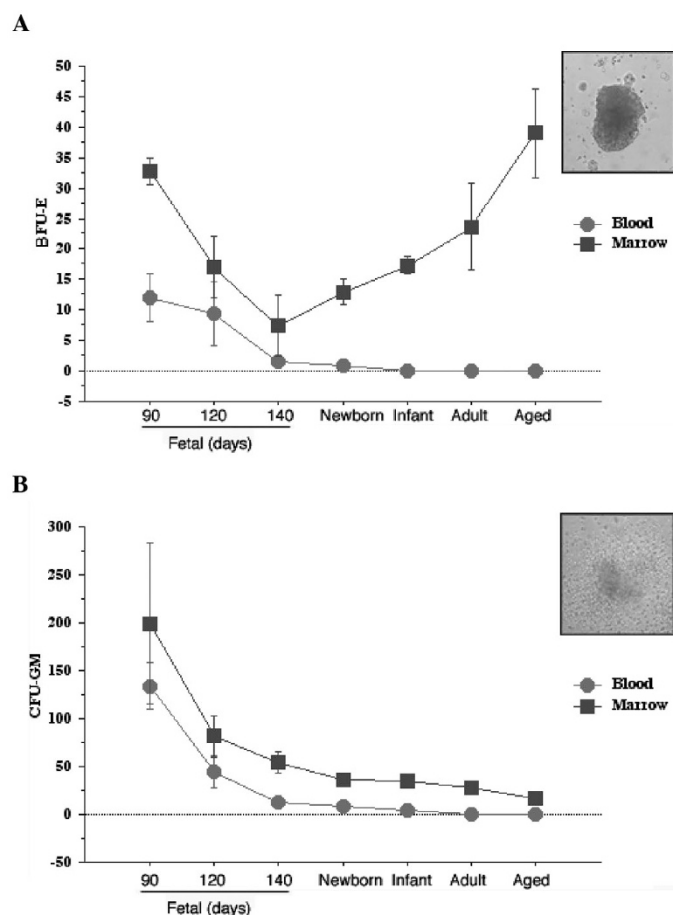 A
50
45
40
35
30
25
20
15
10
5
0
-5
BFU-E
Blood
Marrow
90 120 140 Newborn Infant Adult Aged
Fetal (days)
B
300
250
200
150
100
50
0
-50
CFU-GM
Blood
Marrow
90 120 140 Newborn Infant Adult Aged
Fetal (days)